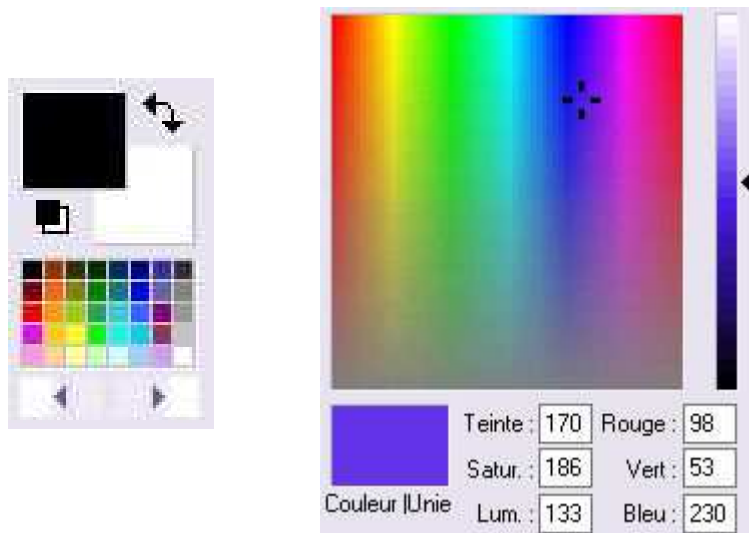 Teinte : 170 Rouge : 98
Satur. : 186 Vert : 53
Couleur |Unie Lum. : 133 Bleu : 230